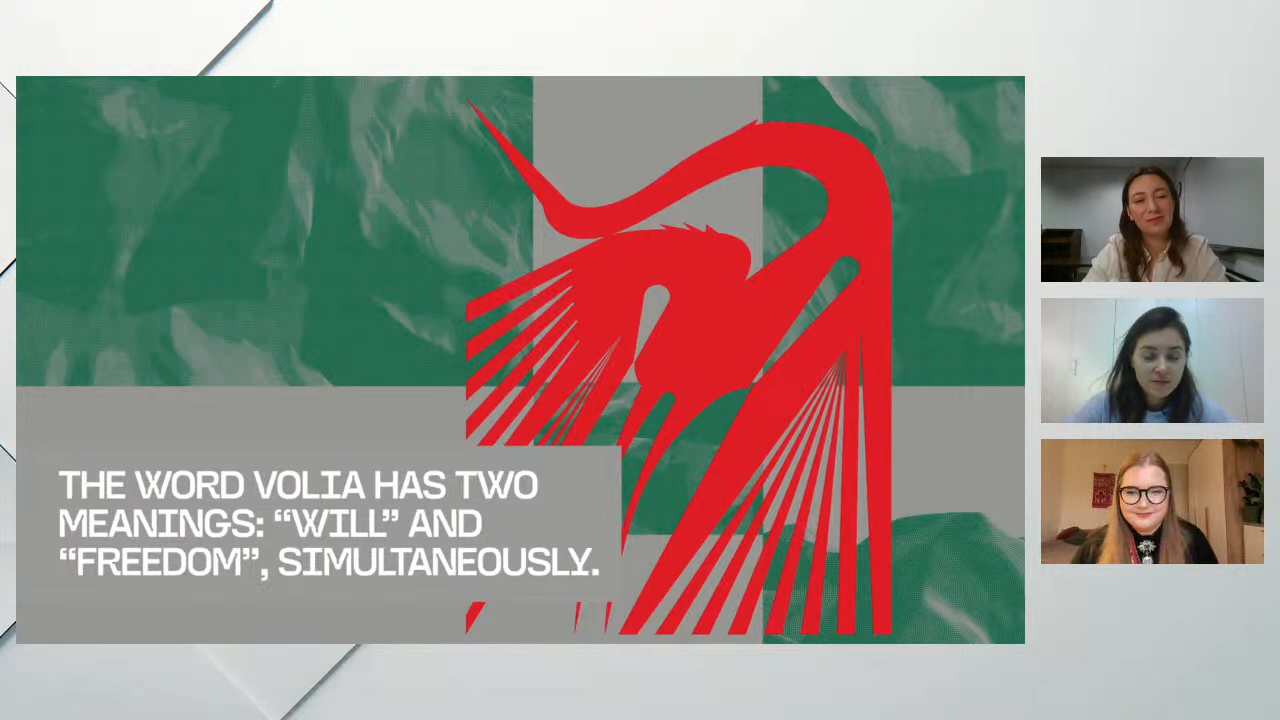 THE WORD VOLIA HAS TWO
MEANINGS: “WILL” AND
“FREEDOM”, SIMULTANEOUSLY.